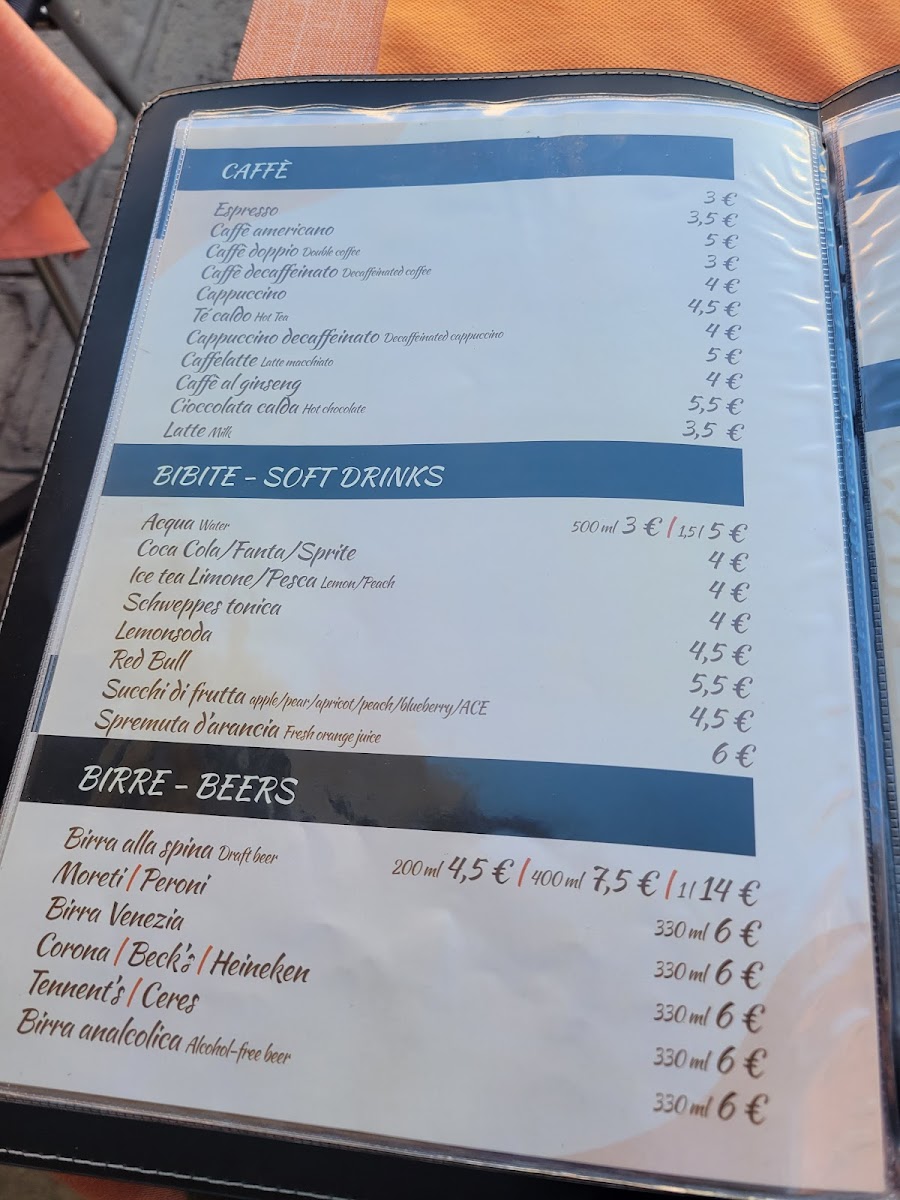 CAFFÈ
Espresso 3 €
Caffè americano 3,5 €
Caffè doppio Double coffee 5 €
Caffè decaffeinato Decaffeinated coffee 3 €
Cappuccino 4 €
Té caldo Hot Tea 4,5 €
Cappuccino decaffeinato Decaffeinated cappuccino 4 €
Caffelatte Latte macchiato 5 €
Caffè al ginseng 4 €
Cioccolata calda Hot chocolate 5,5 €
Latte Milk 3,5 €
BIBITE - SOFT DRINKS
Acqua Water 500 ml 3 € | 1,5 l 5 €
Coca Cola/Fanta/Sprite 4 €
Ice tea Limone/Pesca Lemon/Peach 4 €
Schweppes tonica 4 €
Lemonsoda 4,5 €
Red Bull 5,5 €
Succhi di frutta apple/pear/apricot/peach/blueberry/ACE 4,5 €
Spremuta d'arancia Fresh orange juice 6 €
BIRRE - BEERS
Birra alla spina Draft beer 200 ml 4,5 € | 400 ml 7,5 € | 1 l 14 €
Moreti | Peroni 330 ml 6 €
Birra Venezia 330 ml 6 €
Corona | Beck's | Heineken 330 ml 6 €
Tennent's | Ceres 330 ml 6 €
Birra analcolica Alcohol-free beer 330 ml 6 €